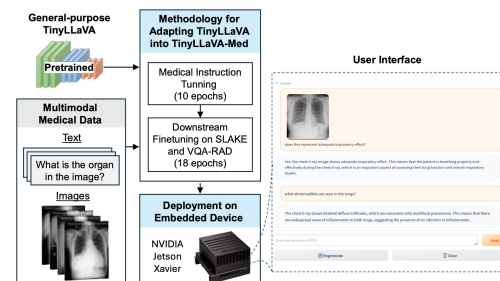 General-purpose
TinyLLaVA
Pretrained
Multimodal
Medical Data
Text
What is the organ
in the image?
Images
Methodology for
Adapting TinyLLaVA
into TinyLLaVA-Med
Medical Instruction
Tunning
(10 epochs)
Downstream
Finetuning on SLAKE
and VQA-RAD
(18 epochs)
Deployment on
Embedded Device
NVIDIA
Jetson
Xavier
User Interface
does this represent adequate inspiratory effort?
Yes, the chest X-ray image shows adequate inspiratory effort. This means that the patient is breathing properly and
effectively during the chest X-ray, which is an important aspect of assessing their lung function and overall respiratory
health.
what abnormalities are seen in the lungs?
The chest X-ray shows bilateral diffuse infiltrates, which are consistent with multifocal pneumonia. This means that there
are widespread areas of inflammation in both lungs, suggesting the presence of an infection or inflammation.
Enter text and press ENTER
Send
Regenerate
Clear